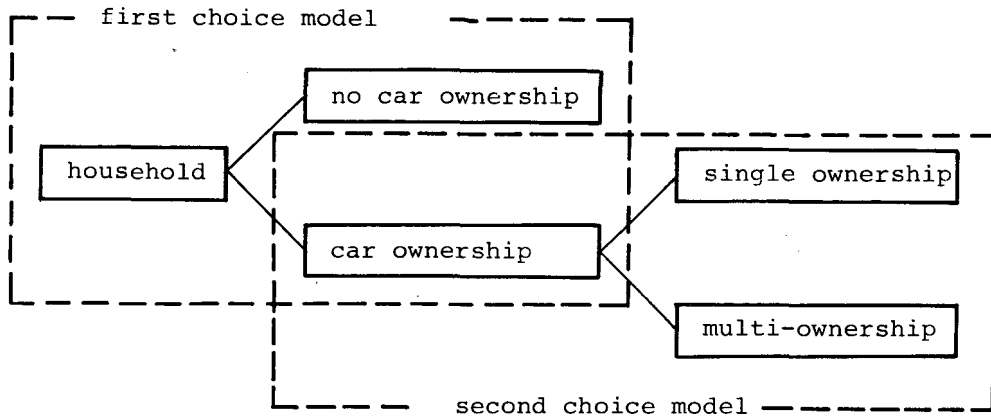 first choice model
no car ownership
household
single ownership
car ownership
multi-ownership
second choice model